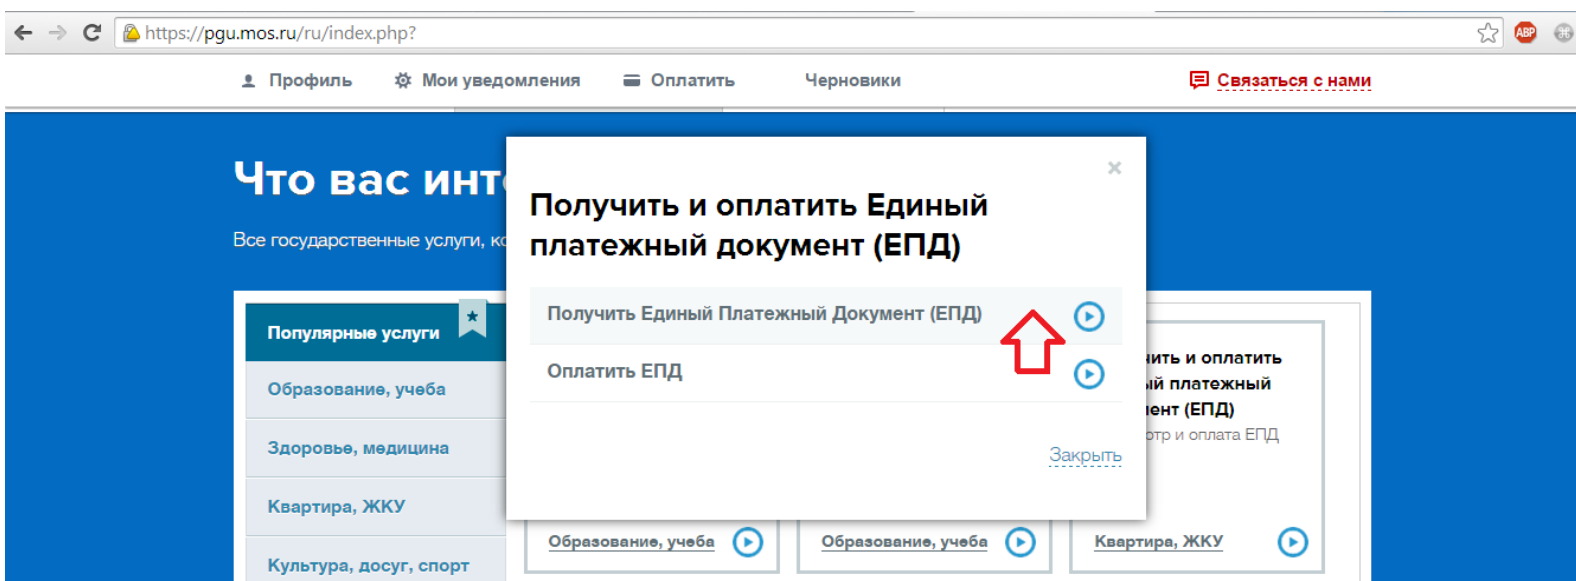 https://pgu.mos.ru/ru/index.php?
ABP
Профиль Мои уведомления Оплатить Черновики Связаться с нами
Что вас инт
Все государственные услуги, ко
Популярные услуги
Образование, учеба
Здоровье, медицина
Квартира, ЖКУ
Культура, досуг, спорт
×
Получить и оплатить Единый
платежный документ (ЕПД)
Получить Единый Платежный Документ (ЕПД)
Оплатить ЕПД
Закрыть
ить и оплатить
ый платежный
ент (ЕПД)
отр и оплата ЕПД
Образование, учеба
Образование, учеба
Квартира, ЖКУ